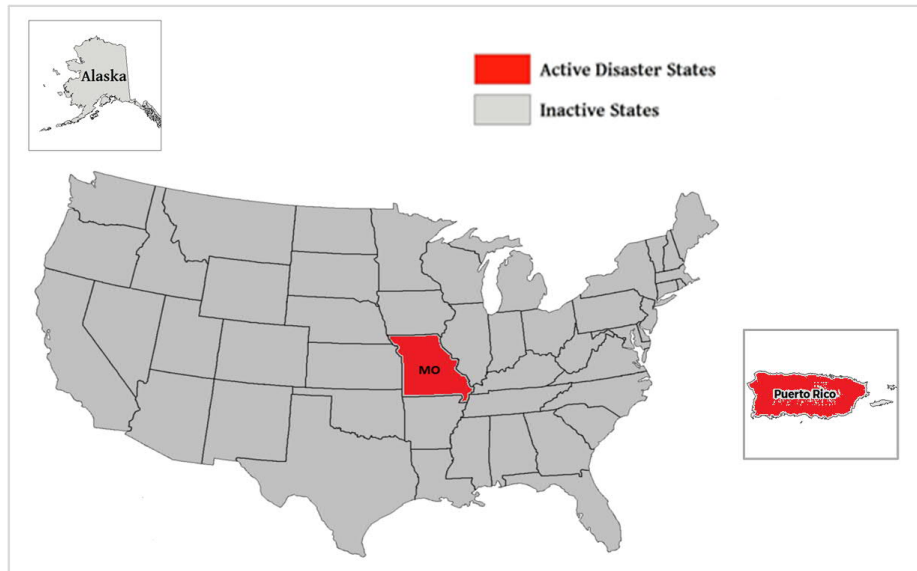 Alaska
Active Disaster States
Inactive States
MO
Puerto Rico